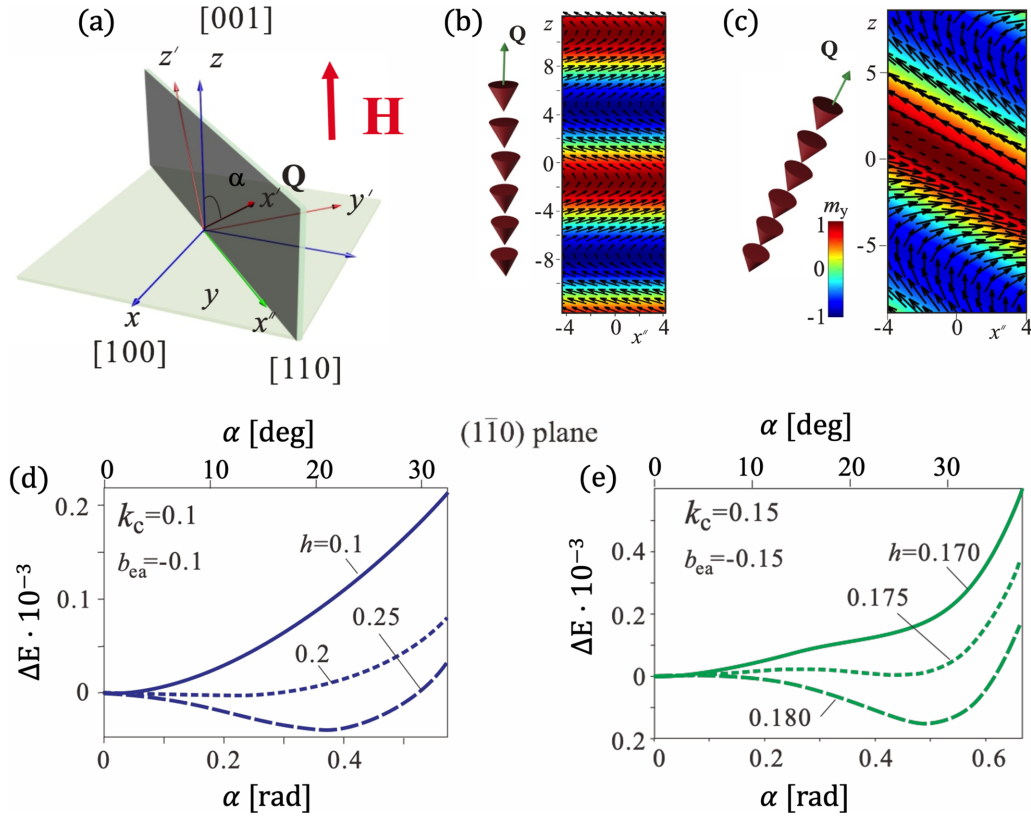 (a)
[001]
z′
z
H
α
Q
x′
y′
x
y
x″
[100]
[110]
(b)
Q
z
8
4
0
-4
-8
-4
0
4
x″
(c)
Q
z
5
0
-5
m_y
1
0
-1
-4
0
4
x″
(11̄0) plane
(d)
α [deg]
0
10
20
30
k_c=0.1
b_ea=-0.1
h=0.1
0.25
0.2
ΔE · 10⁻³
0.2
0.1
0
0
0.2
0.4
α [rad]
(e)
α [deg]
0
10
20
30
k_c=0.15
b_ea=-0.15
h=0.170
0.175
0.180
ΔE · 10⁻³
0.4
0.2
0
0.2
0
0.2
0.4
0.6
α [rad]